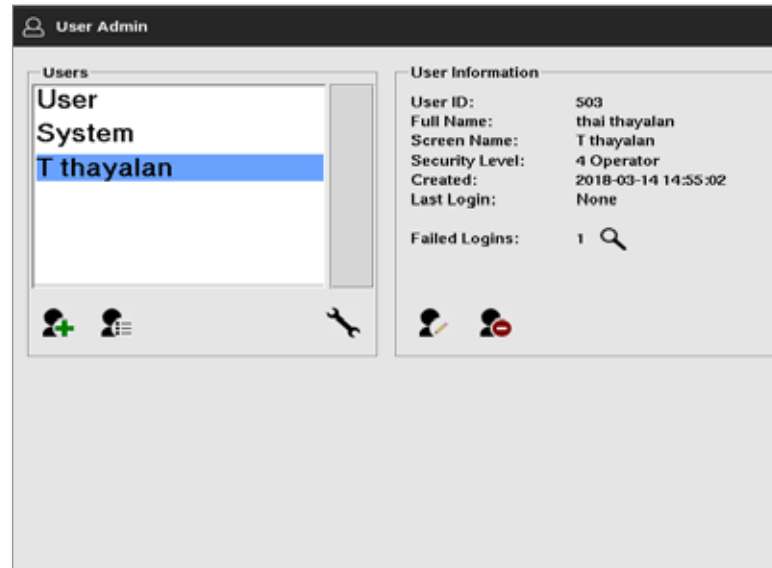 User Admin
Users
User
System
T thayalan
User Information
User ID: 503
Full Name: thai thayalan
Screen Name: T thayalan
Security Level: 4 Operator
Created: 2018-03-14 14:55:02
Last Login: None
Failed Logins: 1